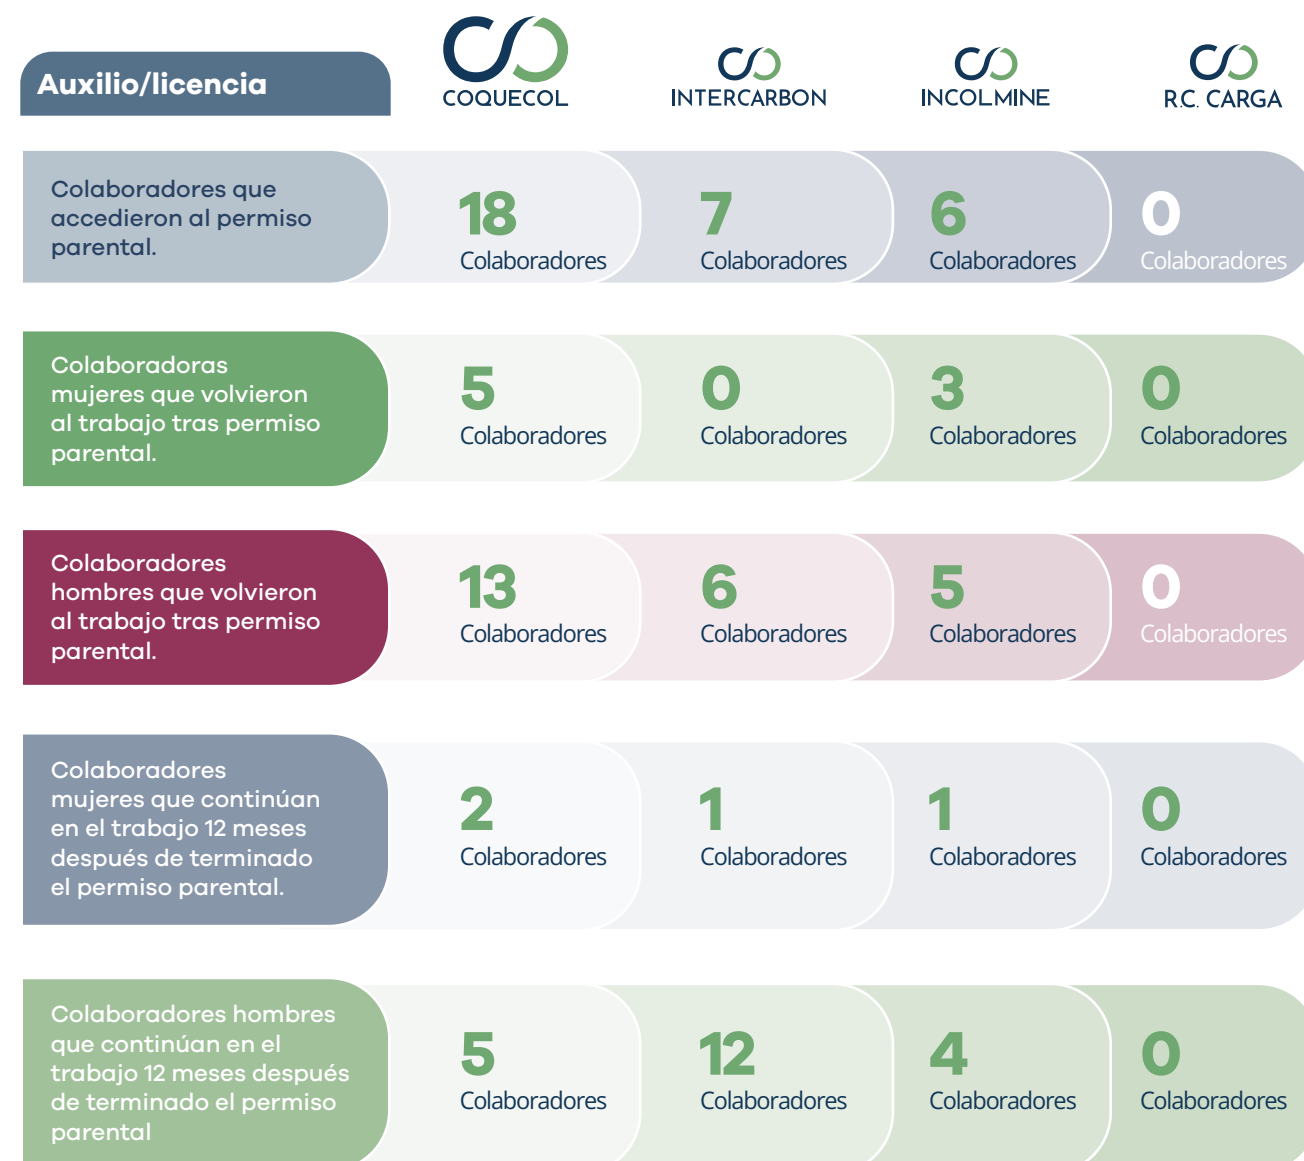 Auxilio/licencia
COQUECOL
INTERCARBON
INCOLMINE
R.C. CARGA
Colaboradores que
accedieron al permiso
parental.
18
Colaboradores
7
Colaboradores
6
Colaboradores
0
Colaboradores
Colaboradoras
mujeres que volvieron
al trabajo tras permiso
parental.
5
Colaboradores
0
Colaboradores
3
Colaboradores
0
Colaboradores
Colaboradores
hombres que volvieron
al trabajo tras permiso
parental.
13
Colaboradores
6
Colaboradores
5
Colaboradores
0
Colaboradores
Colaboradores
mujeres que continúan
en el trabajo 12 meses
después de terminado
el permiso parental.
2
Colaboradores
1
Colaboradores
1
Colaboradores
0
Colaboradores
Colaboradores hombres
que continúan en el
trabajo 12 meses después
de terminado el permiso
parental
5
Colaboradores
12
Colaboradores
4
Colaboradores
0
Colaboradores